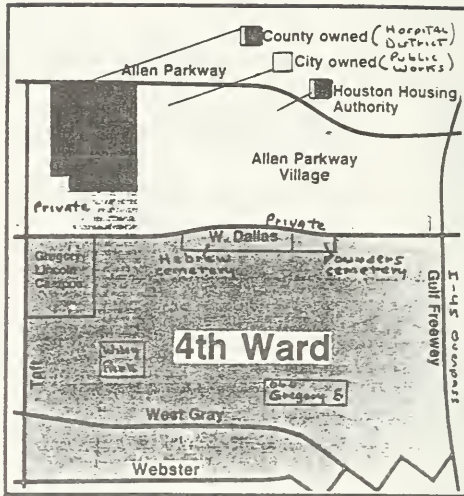 County owned (Hospital District)
City owned (Public Works)
Allen Parkway
Houston Housing Authority
Allen Parkway
Village
Private
Private
W. Dallas
Hebrew cemetery
Founders cemetery
Gregory
Lincoln
Campus
Gulf Freeway
I-45 overpass
4th Ward
Taft
Wiley
Park
Old
Gregory E
West Gray
Webster